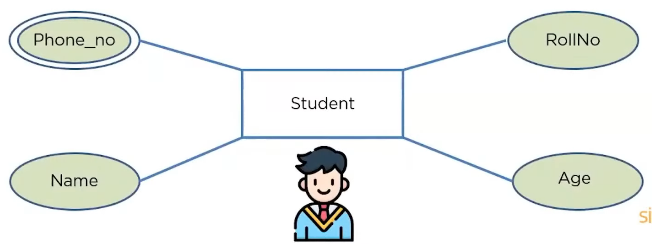 Phone_no
RollNo
Student
Name
Age
si